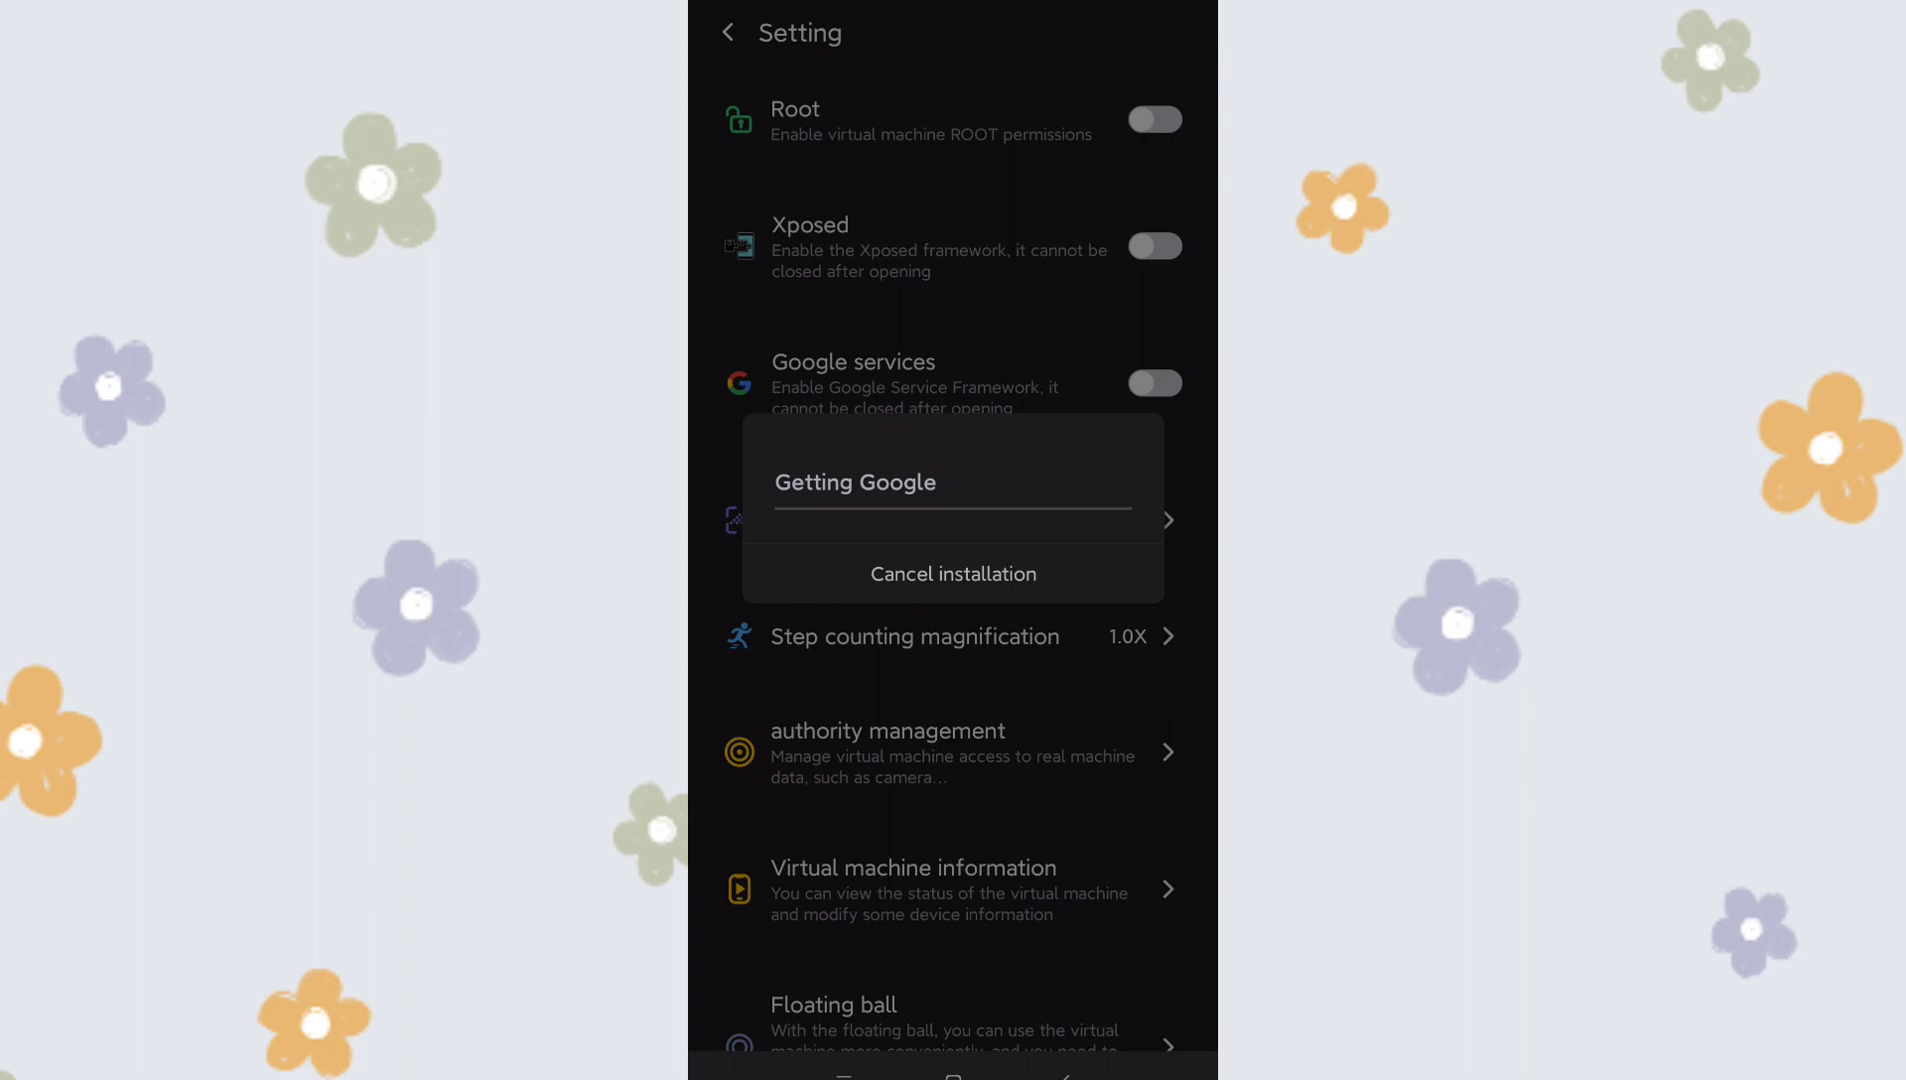 Setting
Root
Enable virtual machine ROOT permissions
Xposed
Enable the Xposed framework, it cannot be
closed after opening
Google services
Enable Google Service Framework, it
cannot be closed after opening
Getting Google
Cancel installation
Step counting magnification 1.0X
authority management
Manage virtual machine access to real machine
data, such as camera...
Virtual machine information
You can view the status of the virtual machine
and modify some device information
Floating ball
With the floating ball, you can use the virtual
machine more conveniently, and you need to